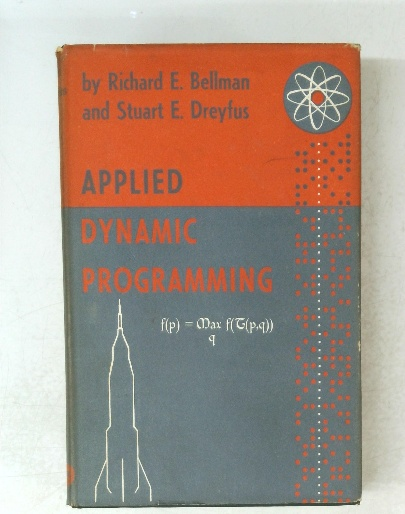 by Richard E. Bellman
and Stuart E. Dreyfus
APPLIED
DYNAMIC
PROGRAMMING
f(p) = Max f(T(p,q))
q